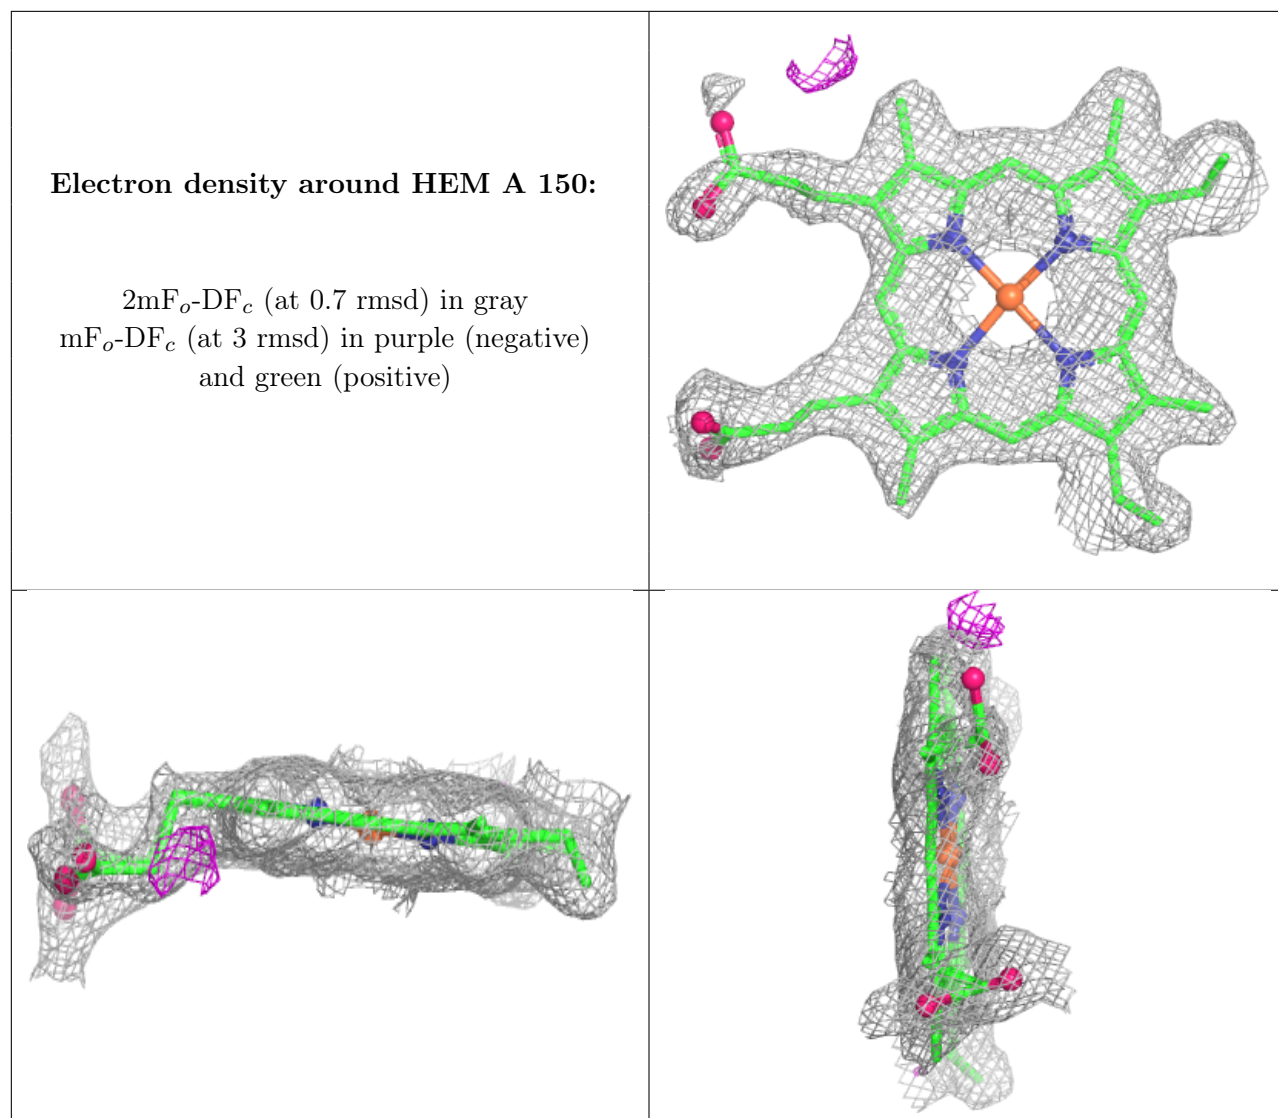 Electron density around HEM A 150:
2mFo-DFc (at 0.7 rmsd) in gray
mFo-DFc (at 3 rmsd) in purple (negative)
and green (positive)